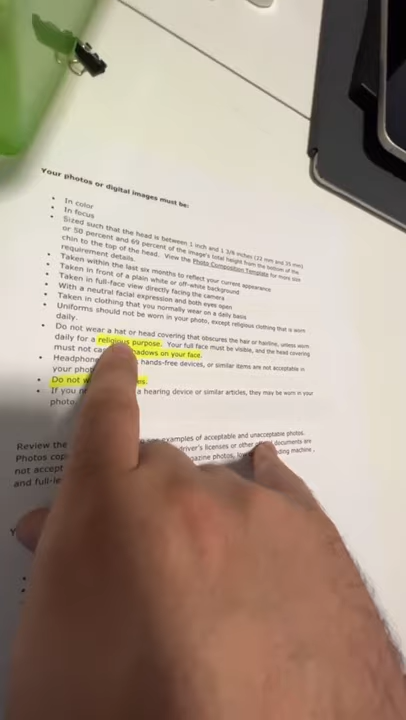 Your photos or digital images must be:
• In color
• In focus
• Sized such that the head is between 1 inch and 1 3/8 inches (22 mm and 35 mm)
or 50 percent and 69 percent of the image's total height from the bottom of the
chin to the top of the head. View the Photo Composition Template for more size
requirement details.
• Taken within the last six months to reflect your current appearance
• Taken in front of a plain white or off-white background
• Taken in full-face view directly facing the camera
• With a neutral facial expression and both eyes open
• Taken in clothing that you normally wear on a daily basis
• Uniforms should not be worn in your photo, except religious clothing that is worn
daily.
• Do not wear a hat or head covering that obscures the hair or hairline, unless worn
daily for a religious purpose. Your full face must be visible, and the head covering
must not ca adows on your face.
• Headphone hands-free devices, or similar items are not acceptable in
your pho
• Do not w es.
• If you n a hearing device or similar articles, they may be worn in your
photo
Review the examples of acceptable and unacceptable photos.
Photos cop driver's licenses or other documents are
not accept gazine photos, ding machine,
and full-le
Y